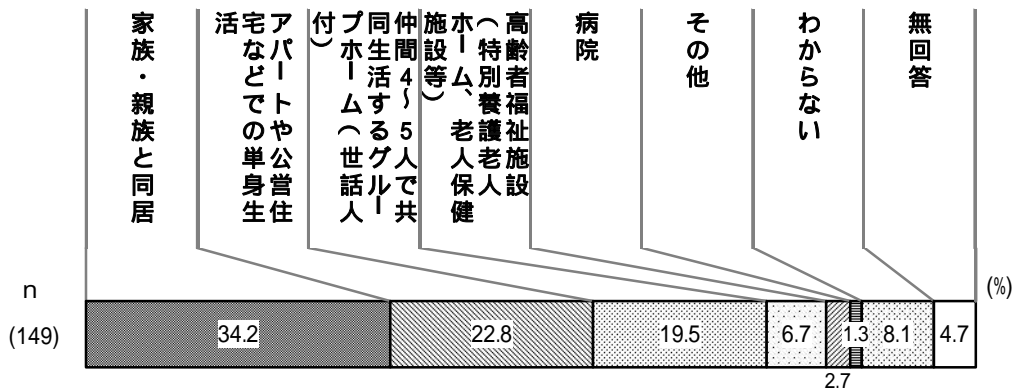 家族・親族と同居
アパートや公営住
宅などでの単身生
活
仲間4～5人で共
同生活するグルー
プホーム（世話人
付）
高齢者福祉施設
（特別養護老人
ホーム、老人保健
施設等）
病院
その他
わからない
無回答
(%)
n
(149)
34.2
22.8
19.5
6.7
2.7
1.3
8.1
4.7